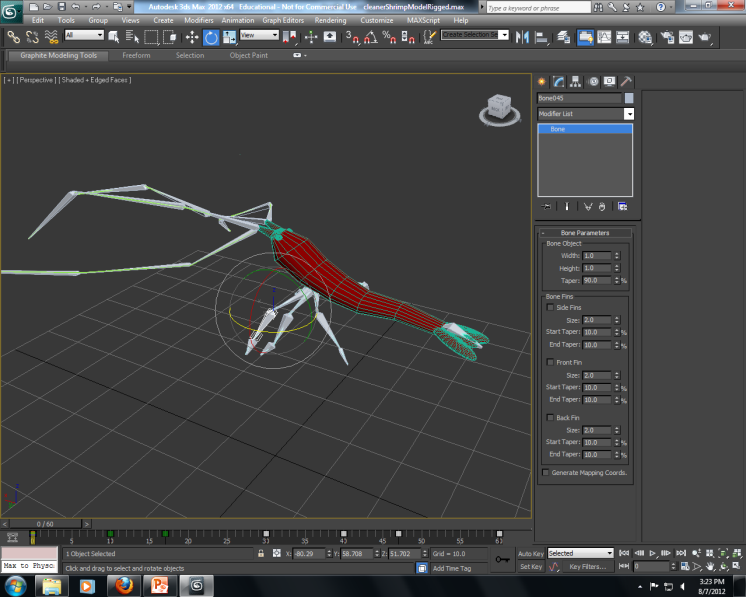 Autodesk 3ds Max 2012 x64 Educational - Not for Commercial Use cleanerShrimpModelRigged.max
Type a keyword or phrase
Edit Tools Group Views Create Modifiers Animation Graph Editors Rendering Customize MAXScript Help
All View Create Selection Se
Graphite Modeling Tools Freeform Selection Object Paint
[ + ] [ Perspective ] [ Shaded + Edged Faces ]
Bone045
Modifier List
Bone
- Bone Parameters
Bone Object
Width: 1.0
Height: 1.0
Taper: 90.0 %
Bone Fins
Side Fins
Size: 2.0
Start Taper: 10.0 %
End Taper: 10.0 %
Front Fin
Size: 2.0
Start Taper: 10.0 %
End Taper: 10.0 %
Back Fin
Size: 2.0
Start Taper: 10.0 %
End Taper: 10.0 %
Generate Mapping Coords.
< 0 / 60 >
0 5 10 15 20 25 30 35 40 45 50 55 60
1 Object Selected X: -80.29 Y: 58.708 Z: 51.702 Grid = 10.0 Auto Key Selected
Max to Physc. Click and drag to select and rotate objects Add Time Tag Set Key Key Filters... 0
3:23 PM
8/7/2012